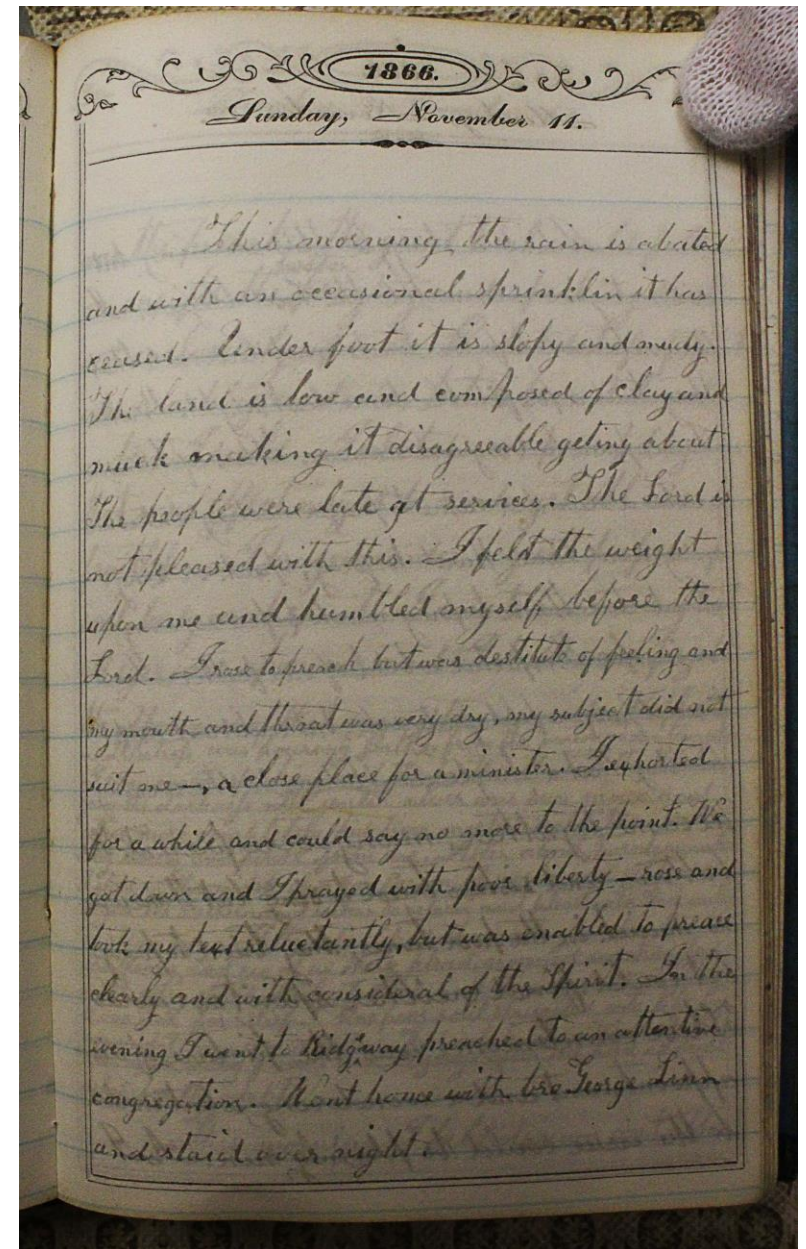 1866.
Sunday, November 11.
This morning the rain is abated
and with an occasional sprinklin it has
ceased. Under foot it is slopy and mudy.
The land is low and composed of clay and
muck making it disagreeable geting about
The people were late at services. The Lord is
not pleased with this. I felt the weight
upon me and humbled myself before the
Lord. I rose to preach but was destitute of feeling and
my mouth and throat was very dry, my subject did not
suit me—, a close place for a minister. I exhorted
for a while and could say no more to the point. We
got down and I prayed with poor liberty — rose and
took my text reluctantly, but was enabled to preace
clearly and with consideral of the Spirit. In the
evening I went to Ridgway preached to an attentive
congregation. Went home with bro George Linn
and staid over night.